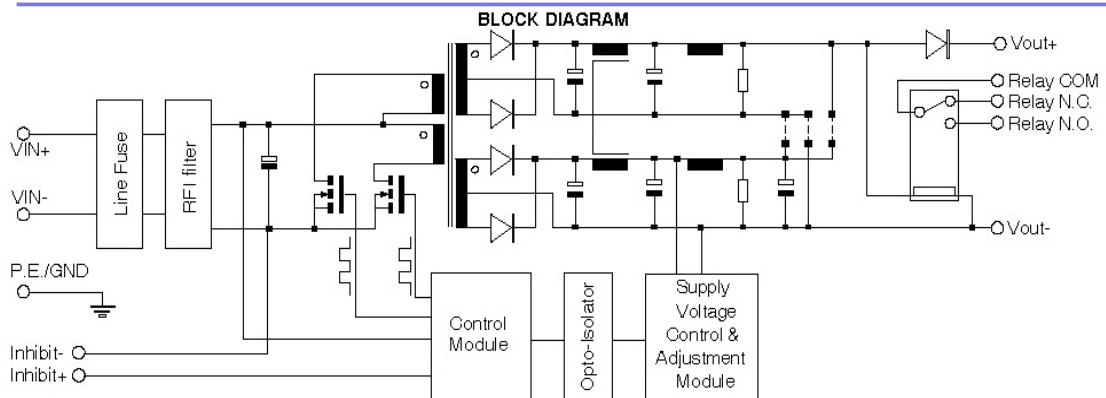 BLOCK DIAGRAM
Vout+
Relay COM
Relay N.C.
Relay N.O.
VIN+
VIN-
Line Fuse
RFI filter
Vout-
P.E./GND
Inhibit-
Inhibit+
Control
Module
Opto-Isolator
Supply
Voltage
Control &
Adjustment
Module